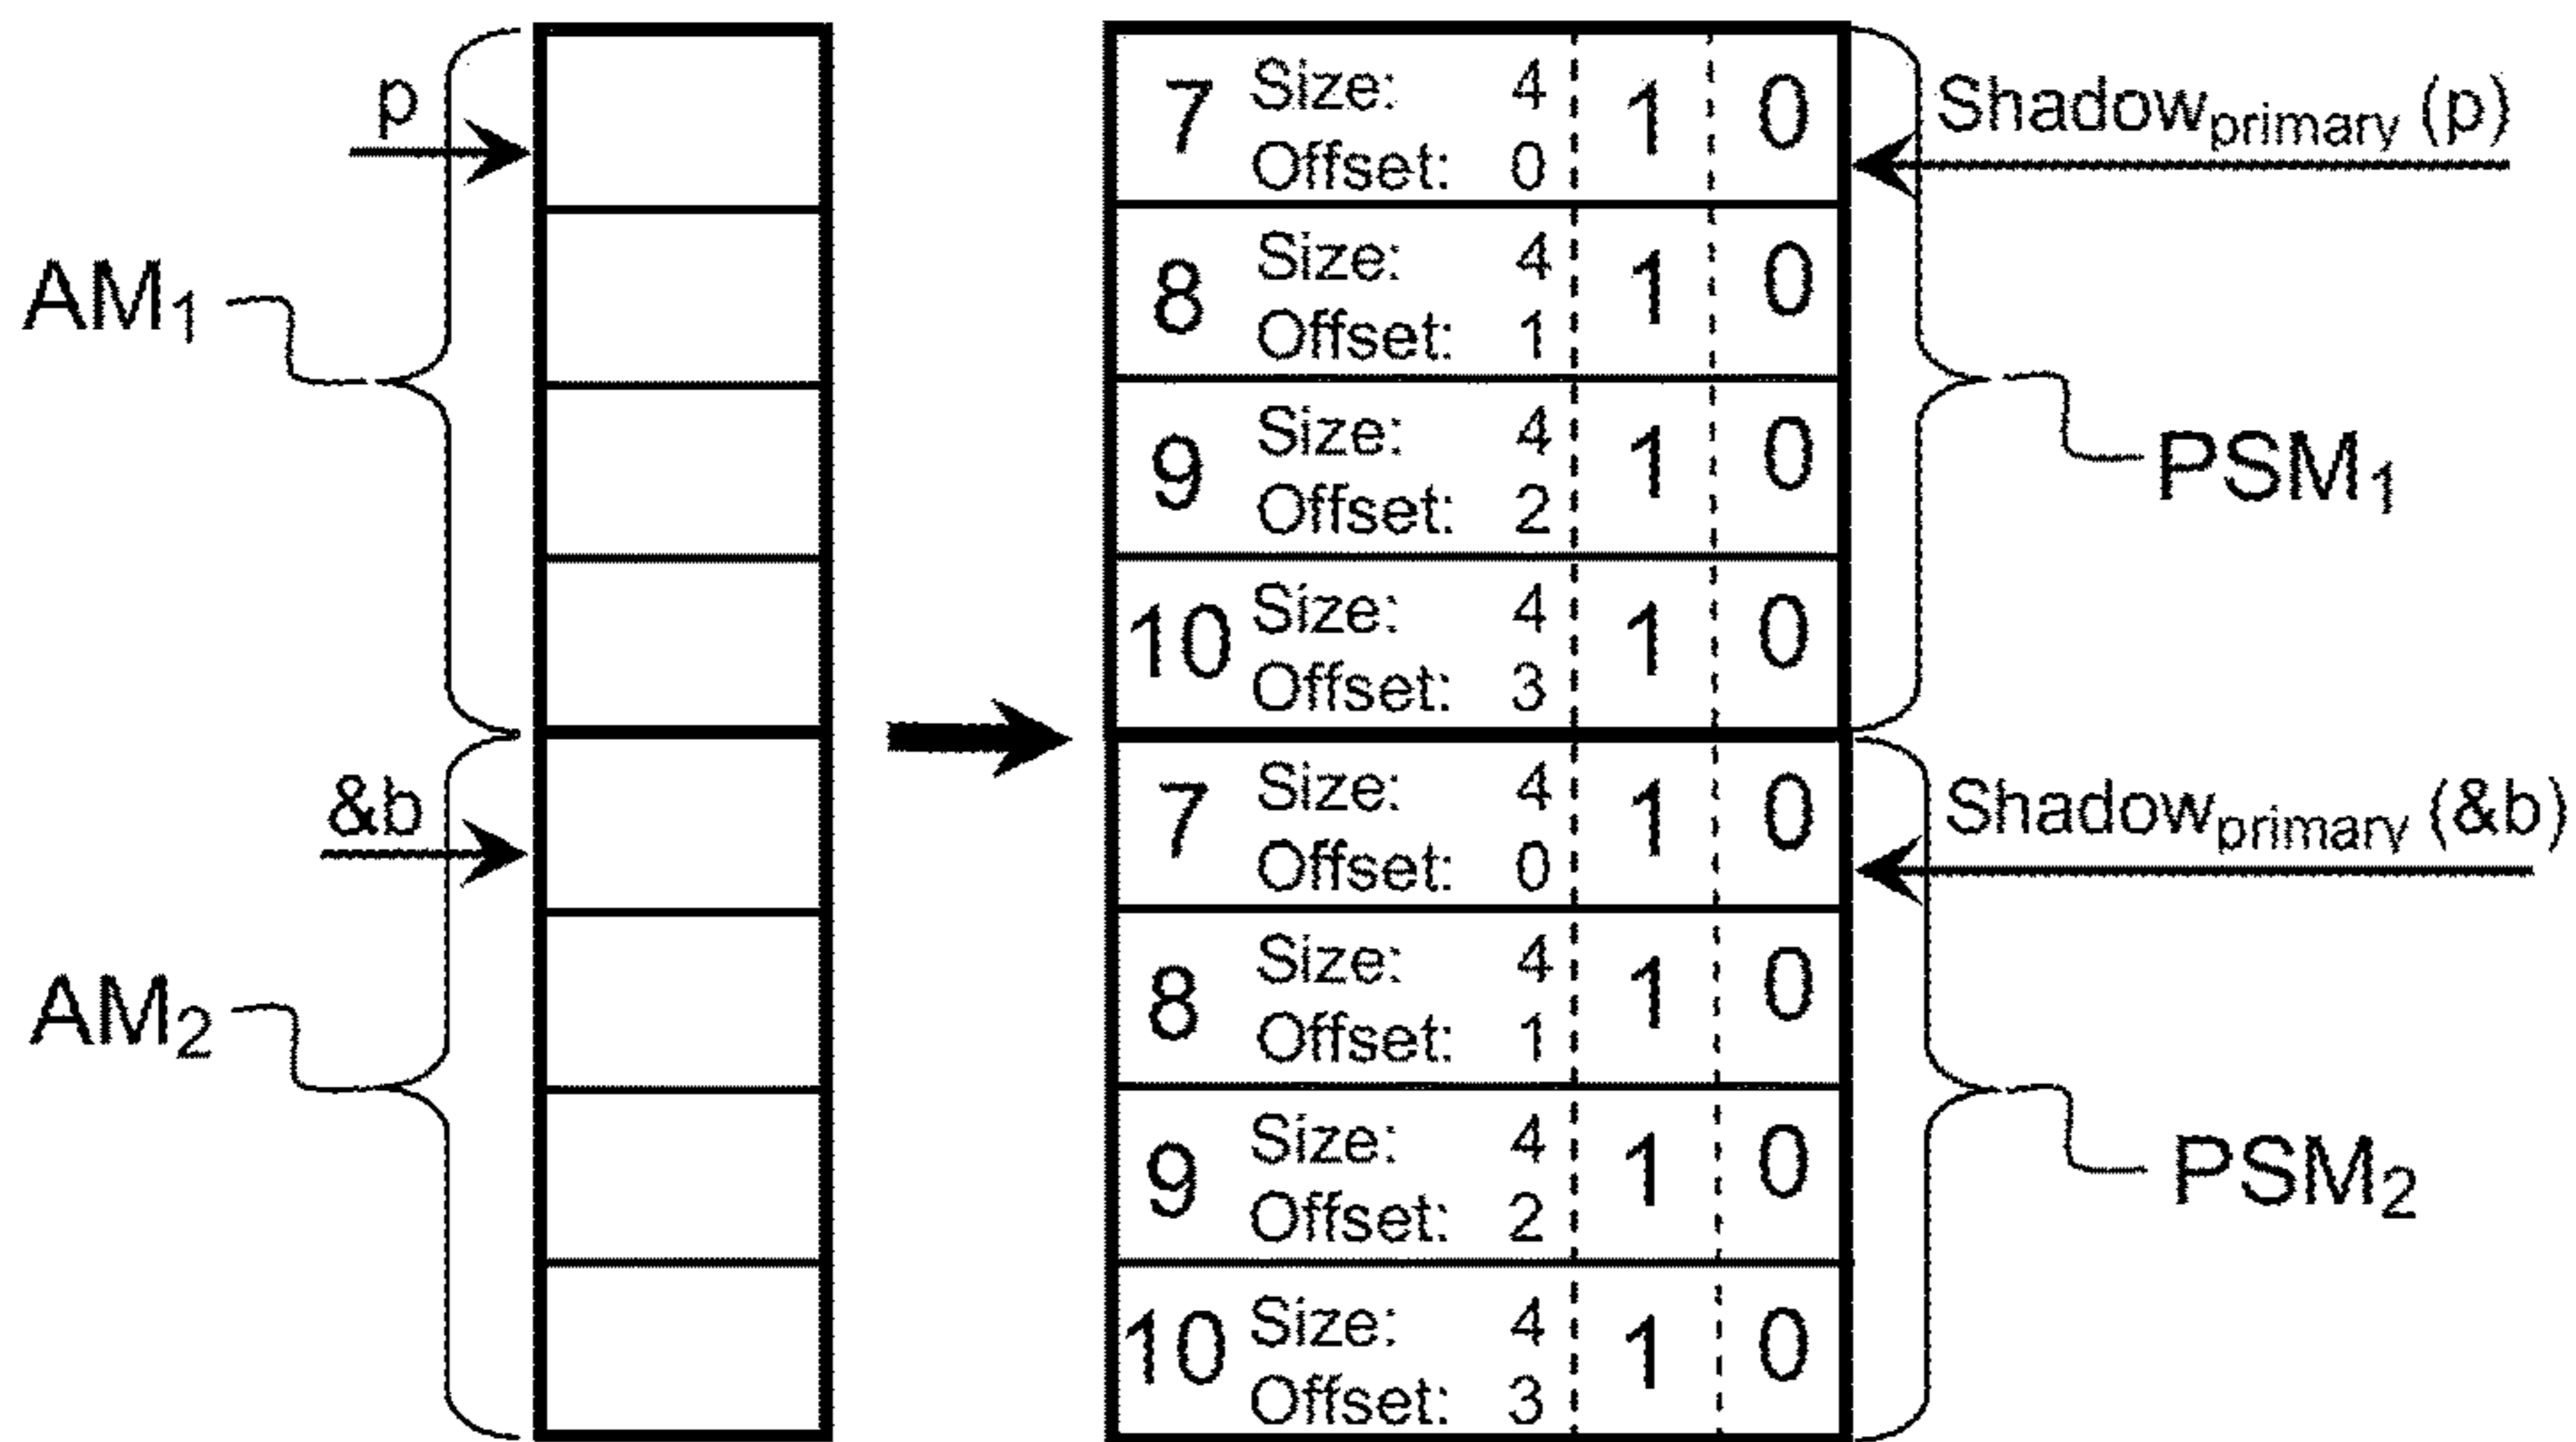 p
AM₁
&b
AM₂
7 Size: 4 1 0
Offset: 0
8 Size: 4 1 0
Offset: 1
9 Size: 4 1 0
Offset: 2
10 Size: 4 1 0
Offset: 3
7 Size: 4 1 0
Offset: 0
8 Size: 4 1 0
Offset: 1
9 Size: 4 1 0
Offset: 2
10 Size: 4 1 0
Offset: 3
Shadowprimary (p)
PSM₁
Shadowprimary (&b)
PSM₂